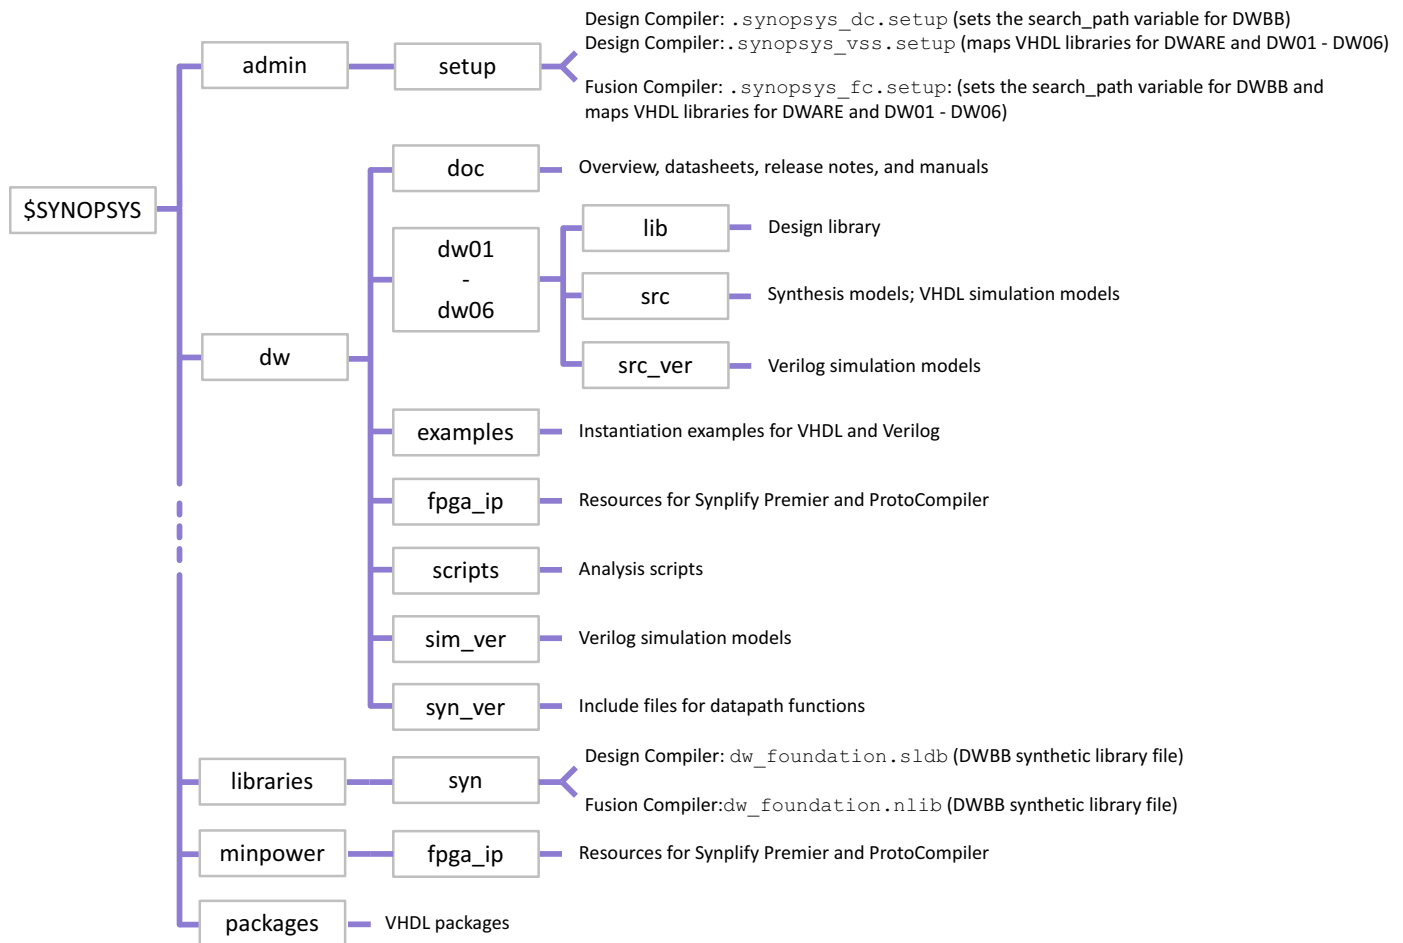 Design Compiler: .synopsys_dc.setup (sets the search_path variable for DWBB)
Design Compiler:.synopsys_vss.setup (maps VHDL libraries for DWARE and DW01 - DW06)
admin
setup
Fusion Compiler: .synopsys_fc.setup: (sets the search_path variable for DWBB and
maps VHDL libraries for DWARE and DW01 - DW06)
doc
Overview, datasheets, release notes, and manuals
$SYNOPSYS
lib
Design library
dw01
-
dw06
src
Synthesis models; VHDL simulation models
dw
src_ver
Verilog simulation models
examples
Instantiation examples for VHDL and Verilog
fpga_ip
Resources for Synplify Premier and ProtoCompiler
scripts
Analysis scripts
sim_ver
Verilog simulation models
syn_ver
Include files for datapath functions
Design Compiler: dw_foundation.sldb (DWBB synthetic library file)
libraries
syn
Fusion Compiler:dw_foundation.nlib (DWBB synthetic library file)
minpower
fpga_ip
Resources for Synplify Premier and ProtoCompiler
packages
VHDL packages